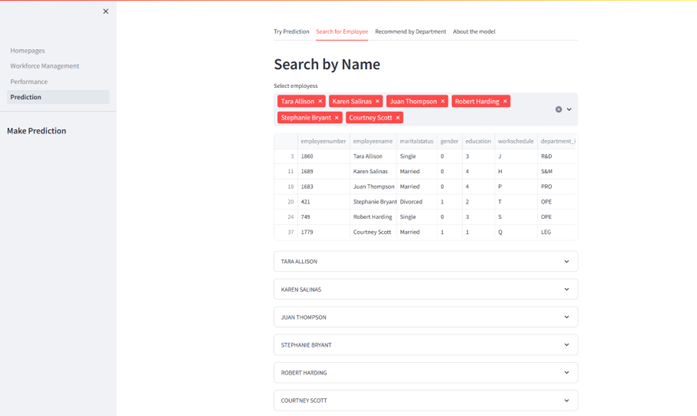 ×
Homepages
Workforce Management
Performance
Prediction
Make Prediction
Try Prediction Search for Employee Recommend by Department About the model
Search by Name
Select employess
Tara Allison × Karen Salinas × Juan Thompson × Robert Harding ×
Stephanie Bryant × Courtney Scott ×
employeenumber employeename maritalstatus gender education workschedule department_i
3 1860 Tara Allison Single 0 3 J R&D
11 1689 Karen Salinas Married 0 4 H S&M
19 1683 Juan Thompson Married 0 4 P PRO
20 421 Stephanie Bryant Divorced 1 2 T OPE
24 749 Robert Harding Single 0 3 S OPE
37 1779 Courtney Scott Married 1 1 Q LEG
TARA ALLISON
KAREN SALINAS
JUAN THOMPSON
STEPHANIE BRYANT
ROBERT HARDING
COURTNEY SCOTT